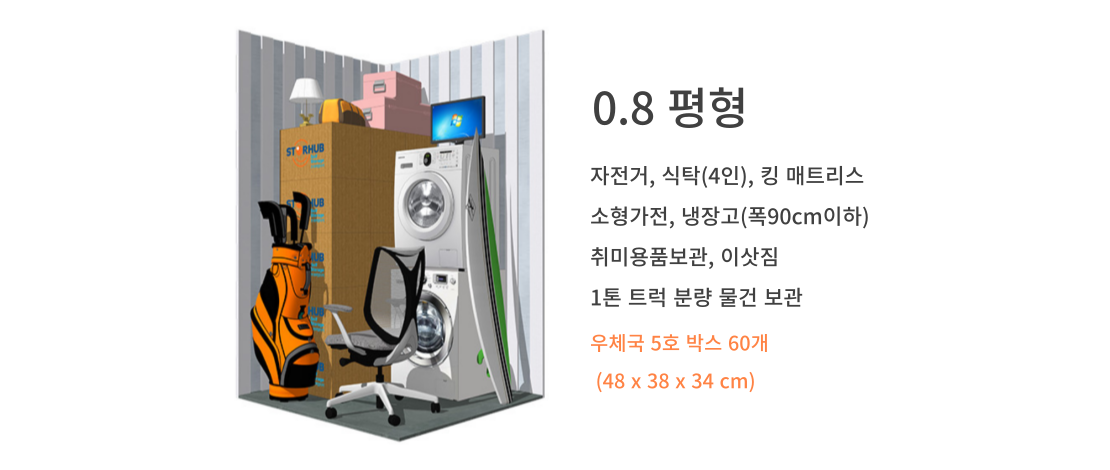 STORHUB
0.8 평형
자전거, 식탁(4인), 킹 매트리스
소형가전, 냉장고(폭90cm이하)
취미용품보관, 이삿짐
1톤 트럭 분량 물건 보관
우체국 5호 박스 60개
(48 x 38 x 34 cm)